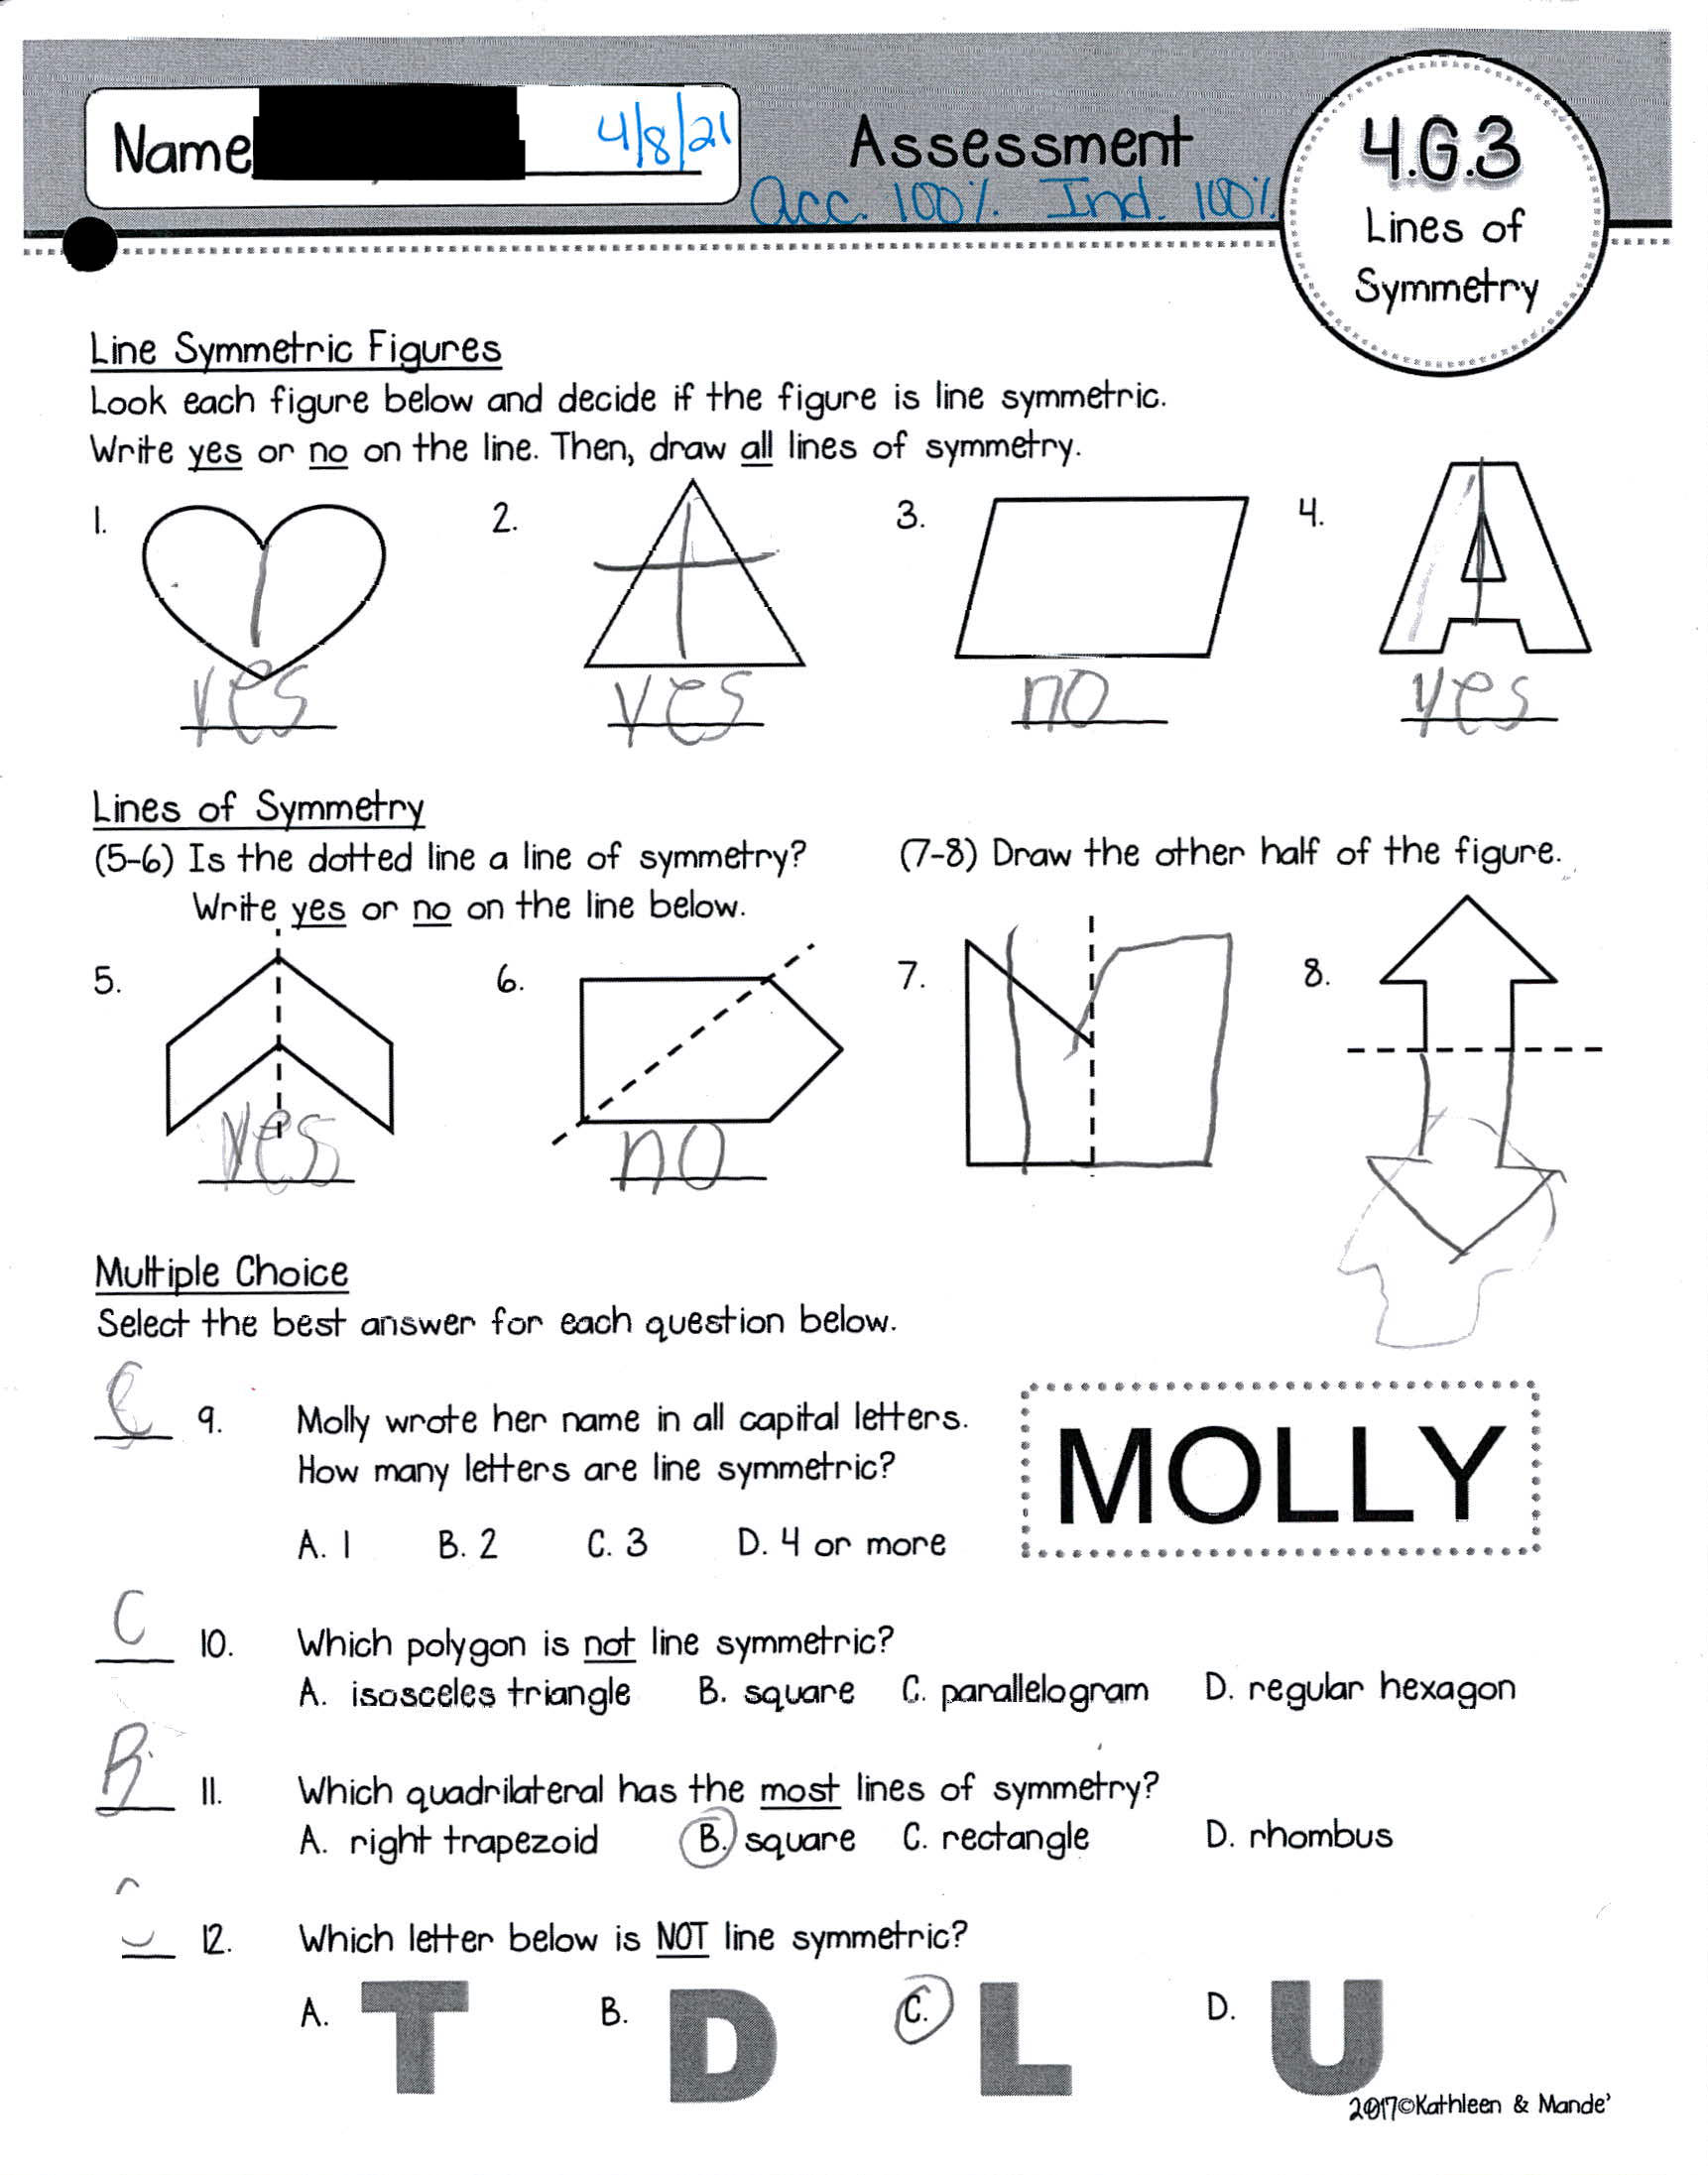 Name 4/8/21
Assessment
Acc. 100% Ind. 100%
4.G.3
Lines of
Symmetry
Line Symmetric Figures
Look each figure below and decide if the figure is line symmetric.
Write yes or no on the line. Then, draw all lines of symmetry.
1. 2. 3. 4.
yes yes no yes
Lines of Symmetry
(5-6) Is the dotted line a line of symmetry?
Write yes or no on the line below.
(7-8) Draw the other half of the figure.
5. 6. 7. 8.
yes no
Multiple Choice
Select the best answer for each question below.
C 9. Molly wrote her name in all capital letters.
How many letters are line symmetric?
A. 1 B. 2 C. 3 D. 4 or more
MOLLY
C 10. Which polygon is not line symmetric?
A. isosceles triangle B. square C. parallelogram D. regular hexagon
B 11. Which quadrilateral has the most lines of symmetry?
A. right trapezoid B. square C. rectangle D. rhombus
12. Which letter below is NOT line symmetric?
A. T B. D C. L D. U
2017©Kathleen & Mande'